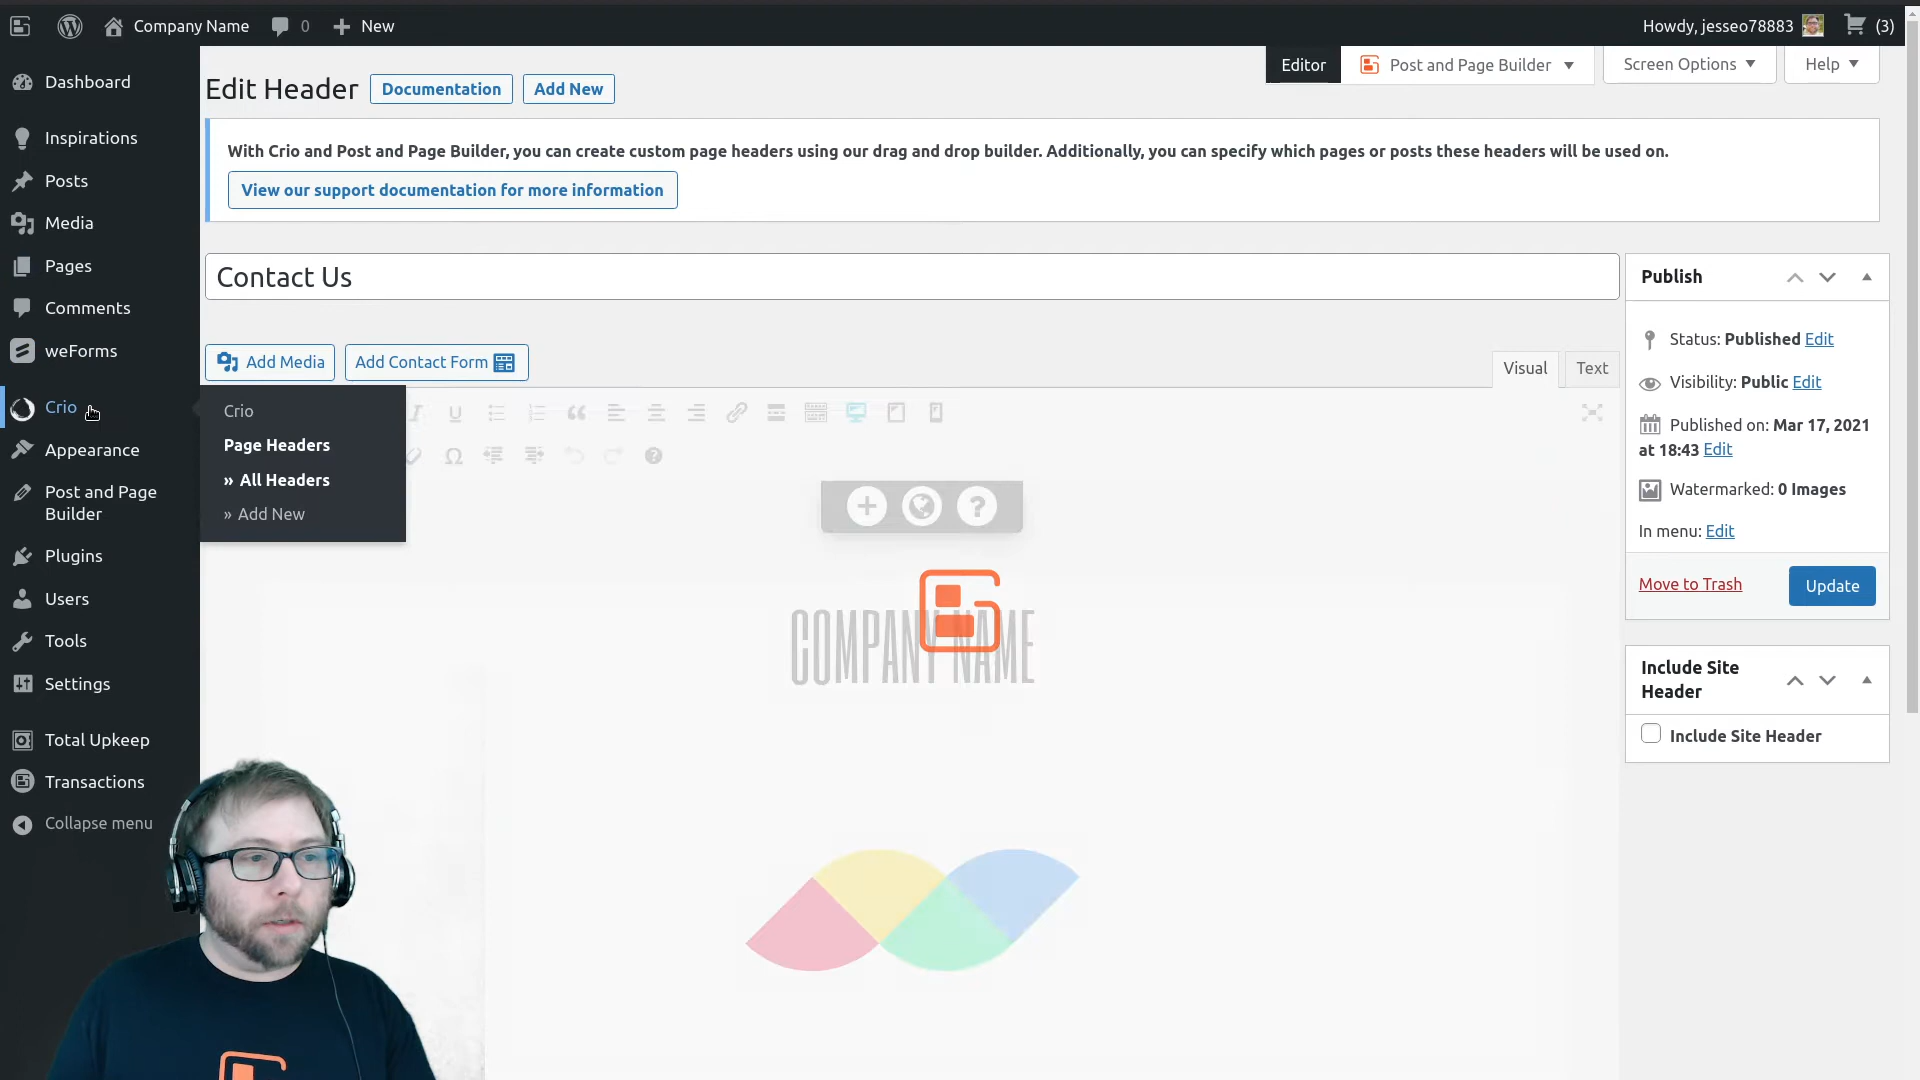 Company Name
0
New
Howdy, jesseo78883
(3)
Dashboard
Inspirations
Posts
Media
Pages
Comments
weForms
Crio
Appearance
Post and Page
Builder
Plugins
Users
Tools
Settings
Total Upkeep
Transactions
Collapse menu
Crio
Page Headers
» All Headers
» Add New
Edit Header
Documentation
Add New
Editor
Post and Page Builder
Screen Options
Help
With Crio and Post and Page Builder, you can create custom page headers using our drag and drop builder. Additionally, you can specify which pages or posts these headers will be used on.
View our support documentation for more information
Contact Us
Add Media
Add Contact Form
Visual
Text
COMPANY NAME
Publish
Status: Published Edit
Visibility: Public Edit
Published on: Mar 17, 2021
at 18:43 Edit
Watermarked: 0 Images
In menu: Edit
Move to Trash
Update
Include Site
Header
Include Site Header